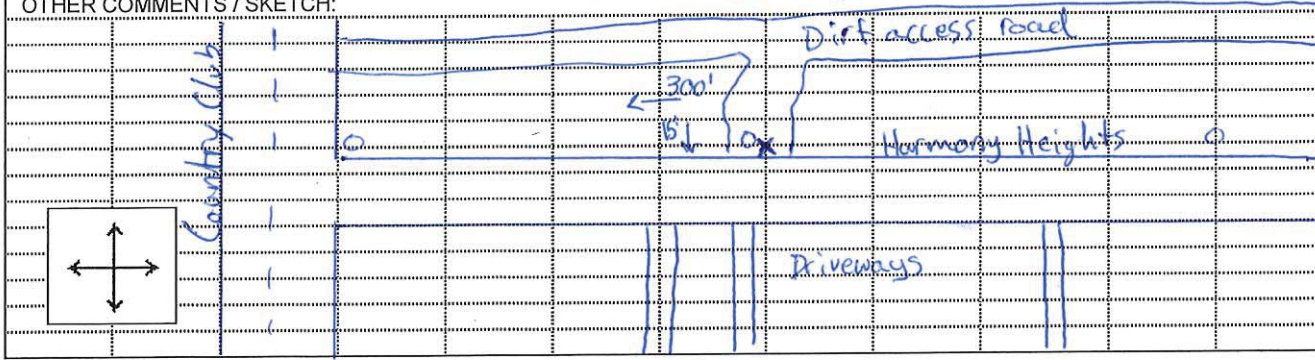 OTHER COMMENTS / SKETCH:
Dirt access road
Country Club
300'
15'
Harmony Heights
Driveways